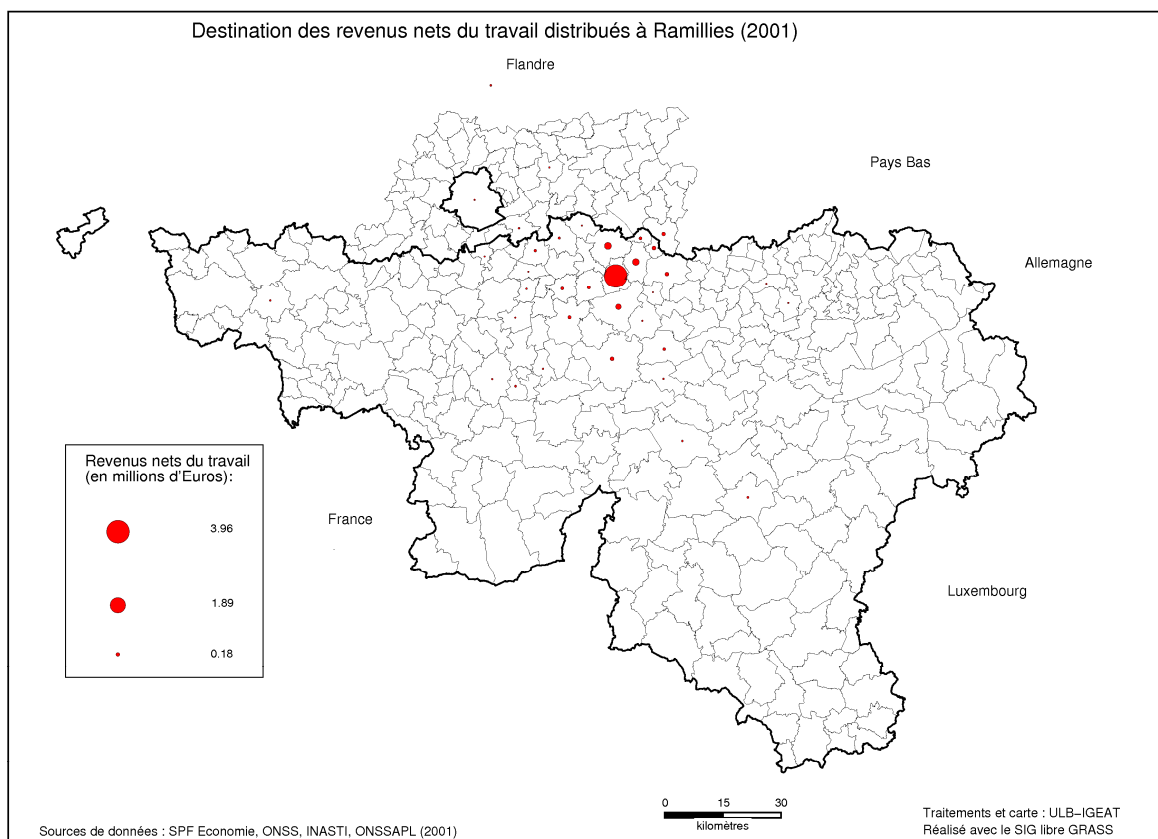 Destination des revenus nets du travail distribués à Ramillies (2001)
Flandre
Pays Bas
Allemagne
Revenus nets du travail
(en millions d'Euros):
3.96
1.89
0.18
France
Luxembourg
0 15 30
kilomètres
Sources de données : SPF Economie, ONSS, INASTI, ONSSAPL (2001)
Traitements et carte : ULB-IGEAT
Réalisé avec le SIG libre GRASS